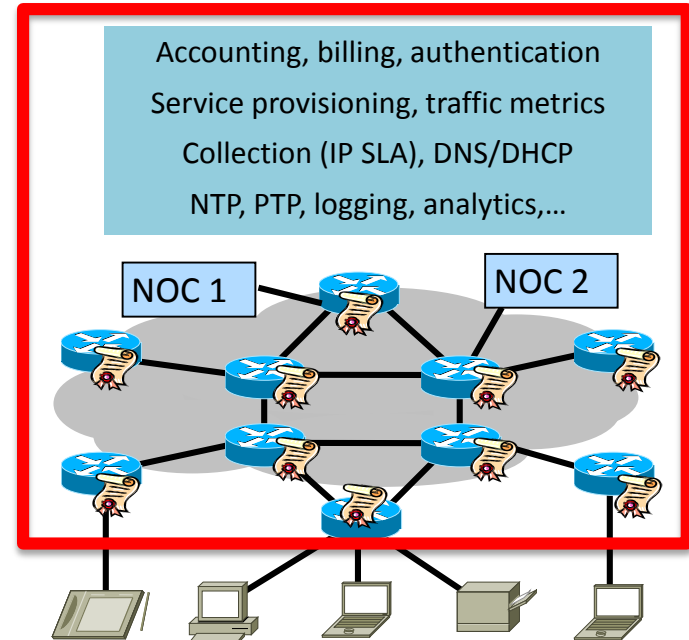 Accounting, billing, authentication
Service provisioning, traffic metrics
Collection (IP SLA), DNS/DHCP
NTP, PTP, logging, analytics,...
NOC 1
NOC 2